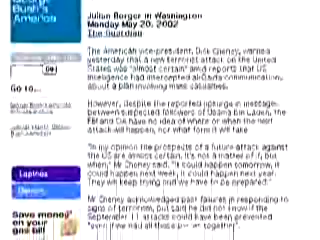 George
Bush's
America
Julian Borger in Washington
Monday May 20, 2002
The Guardian
The American vice-president, Dick Cheney, warned
yesterday that a new terrorist attack on the United
States was "almost certain" amid reports that US
intelligence had intercepted al-Qaida communications
about a plan involving mass casualties.
Go
Go to...
However, despite the reported upsurge in messages
between suspected followers of Osama bin Laden, the
FBI and CIA have no idea of where or when the next
attack will happen, nor what form it will take.
"In my opinion the prospects of a future attack against
the US are almost certain. It's not a matter of if, but
when," Mr Cheney said. "It could happen tomorrow, it
could happen next week, it could happen next year.
They will keep trying and we have to be prepared."
Mr Cheney acknowledged past failures in responding to
signs of terrorism, but said he did not know if the
September 11 attacks could have been prevented
"even if we had all those together".
Save money
on your
gas bill